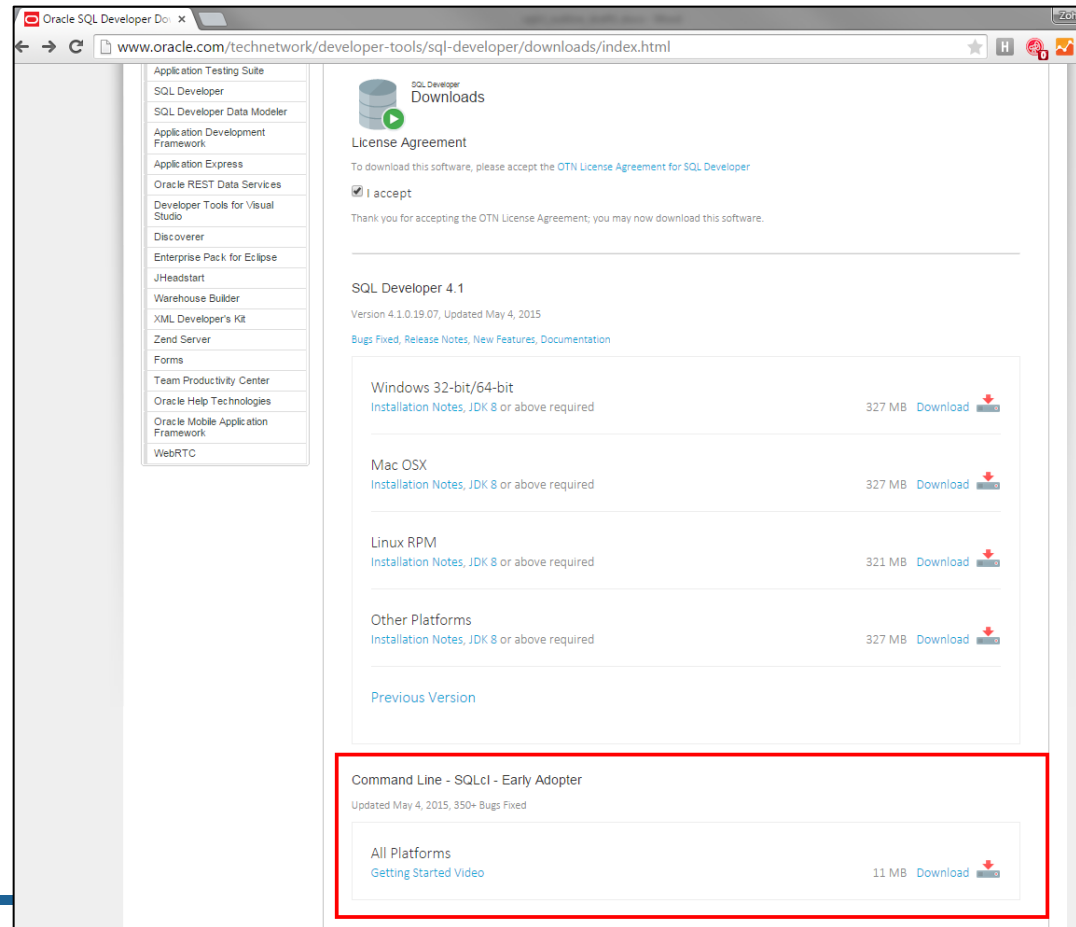 Oracle SQL Developer Do
Zoh
www.oracle.com/technetwork/developer-tools/sql-developer/downloads/index.html
Application Testing Suite
SQL Developer
SQL Developer Data Modeler
Application Development
Framework
Application Express
Oracle REST Data Services
Developer Tools for Visual
Studio
Discoverer
Enterprise Pack for Eclipse
JHeadstart
Warehouse Builder
XML Developer's Kit
Zend Server
Forms
Team Productivity Center
Oracle Help Technologies
Oracle Mobile Application
Framework
WebRTC
SQL Developer
Downloads
License Agreement
To download this software, please accept the OTN License Agreement for SQL Developer
I accept
Thank you for accepting the OTN License Agreement; you may now download this software.
SQL Developer 4.1
Version 4.1.0.19.07, Updated May 4, 2015
Bugs Fixed, Release Notes, New Features, Documentation
Windows 32-bit/64-bit
Installation Notes, JDK 8 or above required 327 MB Download
Mac OSX
Installation Notes, JDK 8 or above required 327 MB Download
Linux RPM
Installation Notes, JDK 8 or above required 321 MB Download
Other Platforms
Installation Notes, JDK 8 or above required 327 MB Download
Previous Version
Command Line - SQLcl - Early Adopter
Updated May 4, 2015, 350+ Bugs Fixed
All Platforms
Getting Started Video 11 MB Download